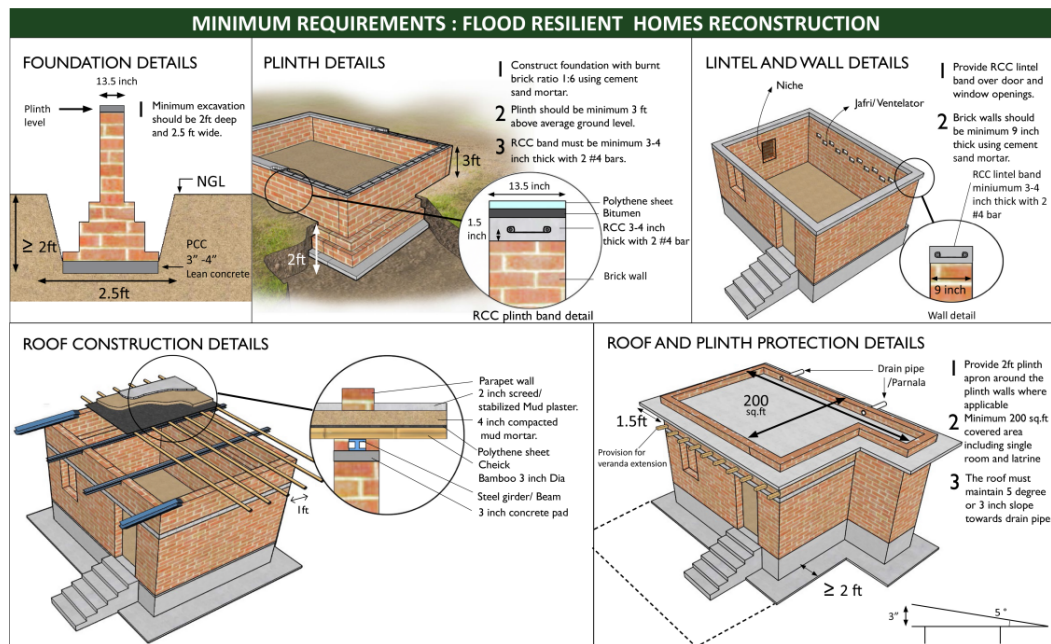 MINIMUM REQUIREMENTS : FLOOD RESILIENT HOMES RECONSTRUCTION
FOUNDATION DETAILS
13.5 inch
Plinth
level
1 Minimum excavation
should be 2ft deep
and 2.5 ft wide.
NGL
≥ 2ft
PCC
3” -4”
Lean concrete
2.5ft
PLINTH DETAILS
1 Construct foundation with burnt
brick ratio 1:6 using cement
sand mortar.
2 Plinth should be minimum 3 ft
above average ground level.
3 RCC band must be minimum 3-4
inch thick with 2 #4 bars.
3ft
2ft
13.5 inch
Polythene sheet
Bitumen
1.5
inch
RCC 3-4 inch
thick with 2 #4 bar
Brick wall
RCC plinth band detail
LINTEL AND WALL DETAILS
Niche
Jafri/ Ventelator
1 Provide RCC lintel
band over door and
window openings.
2 Brick walls should
be minimum 9 inch
thick using cement
sand mortar.
RCC lintel band
miniumum 3-4
inch thick with 2
#4 bar
9 inch
Wall detail
ROOF CONSTRUCTION DETAILS
Parapet wall
2 inch screed/
stabilized Mud plaster.
4 inch compacted
mud mortar.
Polythene sheet
Cheick
Bamboo 3 inch Dia
Steel girder/ Beam
3 inch concrete pad
1ft
ROOF AND PLINTH PROTECTION DETAILS
Drain pipe
/Parnala
200
sq.ft
1.5ft
Provision for
veranda extension
≥ 2 ft
1 Provide 2ft plinth
apron around the
plinth walls where
applicable
2 Minimum 200 sq.ft
covered area
including single
room and latrine
3 The roof must
maintain 5 degree
or 3 inch slope
towards drain pipe
3”
5 °